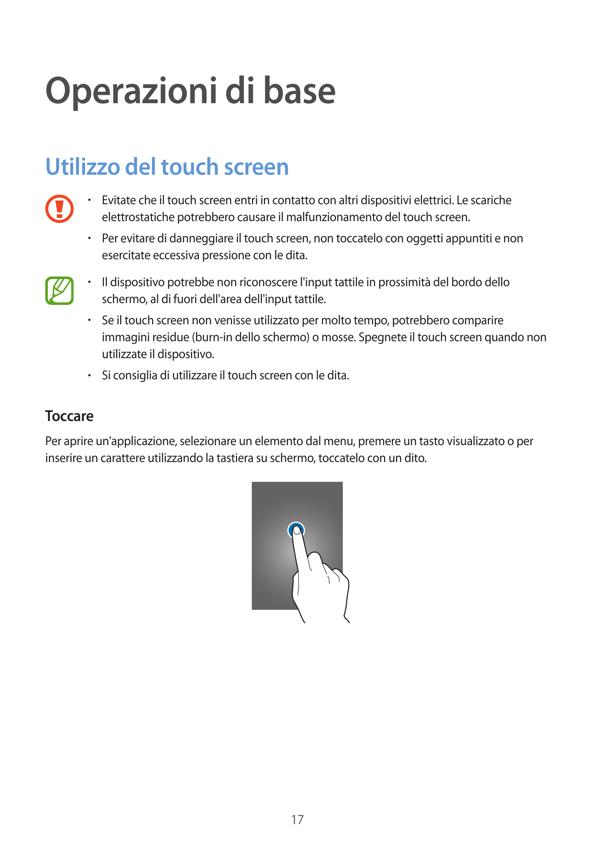 Operazioni di base
Utilizzo del touch screen
• Evitate che il touch screen entri in contatto con altri dispositivi elettrici. Le scariche
elettrostatiche potrebbero causare il malfunzionamento del touch screen.
• Per evitare di danneggiare il touch screen, non toccatelo con oggetti appuntiti e non
esercitate eccessiva pressione con le dita.
• Il dispositivo potrebbe non riconoscere l'input tattile in prossimità del bordo dello
schermo, al di fuori dell'area dell'input tattile.
• Se il touch screen non venisse utilizzato per molto tempo, potrebbero comparire
immagini residue (burn-in dello schermo) o mosse. Spegnete il touch screen quando non
utilizzate il dispositivo.
• Si consiglia di utilizzare il touch screen con le dita.
Toccare
Per aprire un'applicazione, selezionare un elemento dal menu, premere un tasto visualizzato o per
inserire un carattere utilizzando la tastiera su schermo, toccatelo con un dito.
17